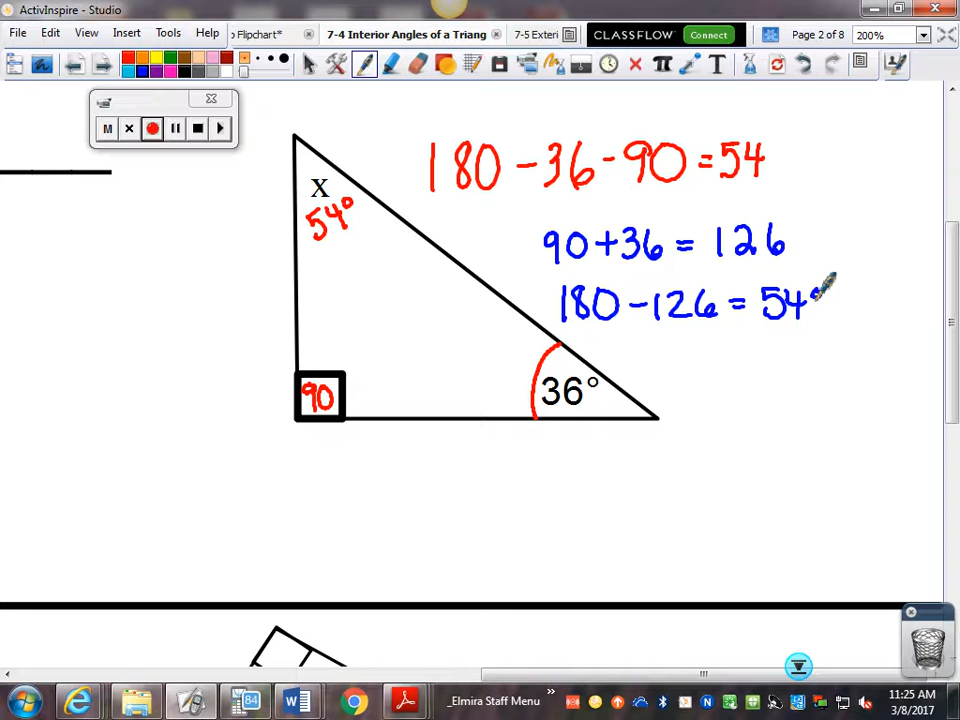 ActivInspire - Studio
File Edit View Insert Tools Help
o Flipchart* 7-4 Interior Angles of a Triang 7-5 Exteri CLASSFLOW Connect Page 2 of 8 200%
M
180 - 36 - 90 = 54
x
54°
90 + 36 = 126
180 - 126 = 54°
90
36°
84
_Elmira Staff Menu
11:25 AM
3/8/2017